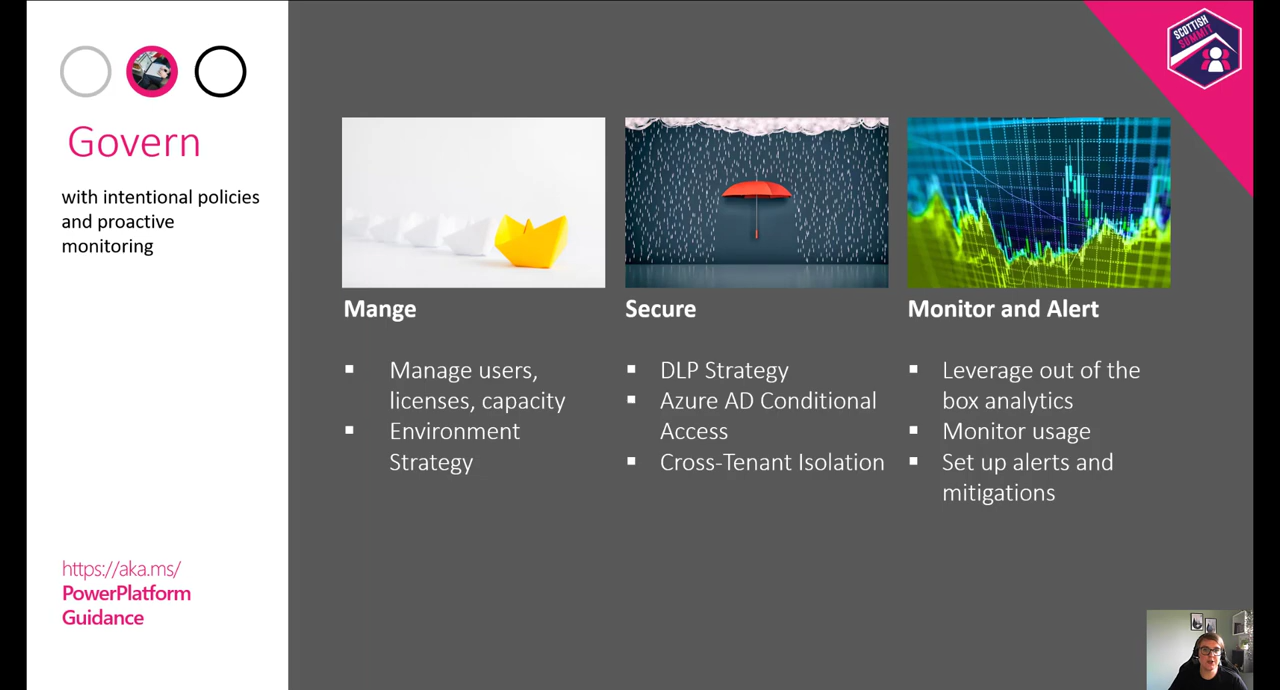 Govern
with intentional policies
and proactive
monitoring
https://aka.ms/
PowerPlatform
Guidance
SCOTTISH
SUMMIT
Mange
Manage users,
licenses, capacity
Environment
Strategy
Secure
DLP Strategy
Azure AD Conditional
Access
Cross-Tenant Isolation
Monitor and Alert
Leverage out of the
box analytics
Monitor usage
Set up alerts and
mitigations